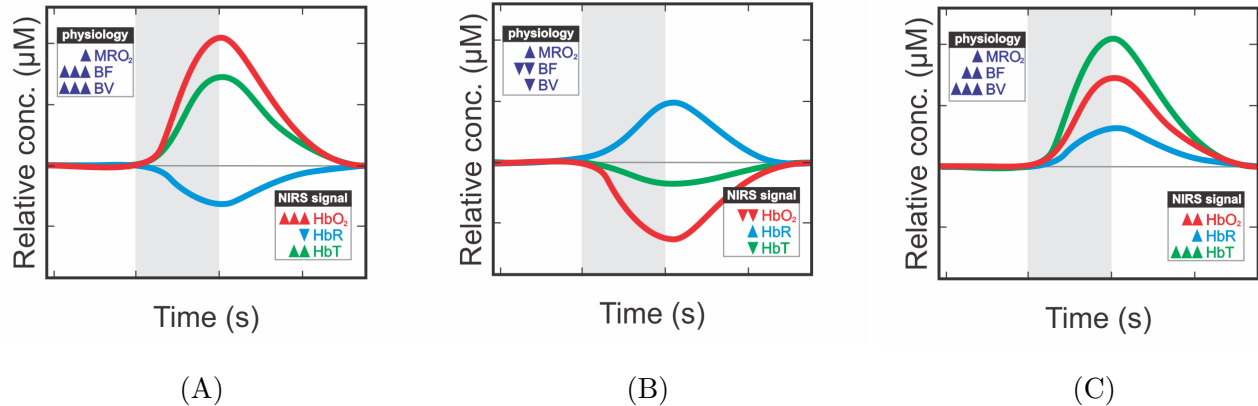 Relative conc. (μM)
physiology
▲ MRO₂
▲▲▲ BF
▲▲▲ BV
NIRS signal
▲▲▲ HbO₂
▼ HbR
▲▲ HbT
Time (s)
(A)
Relative conc. (μM)
physiology
▲ MRO₂
▼▼ BF
▼ BV
NIRS signal
▼▼ HbO₂
▲ HbR
▼ HbT
Time (s)
(B)
Relative conc. (μM)
physiology
▲ MRO₂
▲▲ BF
▲▲▲ BV
NIRS signal
▲▲ HbO₂
▲ HbR
▲▲▲ HbT
Time (s)
(C)